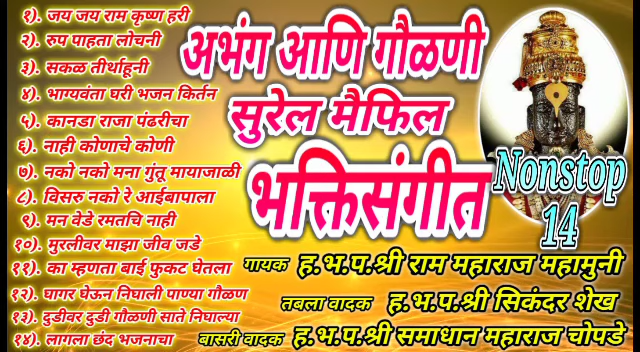 १). जय जय राम कृष्ण हरी
२). रुप पाहता लोचनी
३). सकळ तीर्थाहूनी
४). भाग्यवंता घरी भजन किर्तन
५). कानडा राजा पंढरीचा
६). नाही कोणाचे कोणी
७). नको नको मना गुंतू मायाजाळी
८). विसरु नको रे आईबापाला
९). मन वेडे रमतचि नाही
१०). मुरलीवर माझा जीव जडे
११). का म्हणता बाई फुकट घेतला
१२). घागर घेऊन निघाली पाण्या गौळण
१३). दुडीवर दुडी गौळणी साते निघाल्या
१४). लागला छंद भजनाचा
अभंग आणि गौळणी
सुरेल मैफिल
भक्तिसंगीत
Nonstop
14
गायक ह.भ.प.श्री राम महाराज महामुनी
तबला वादक ह.भ.प.श्री सिकंदर शेख
बासरी वादक ह.भ.प.श्री समाधान महाराज चोपडे